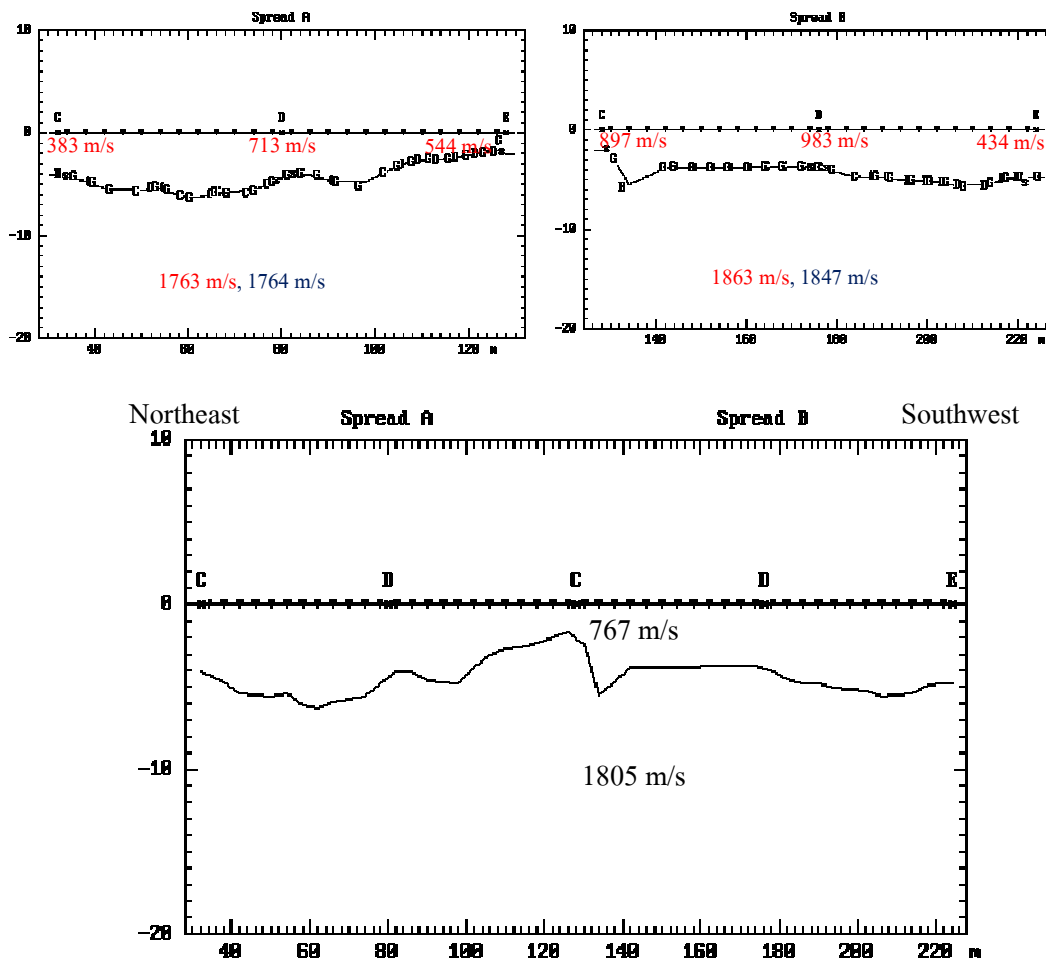 Spread A
10
C D E
0
383 m/s 713 m/s 544 m/s
-10
1763 m/s, 1764 m/s
-20
40 60 80 100 120 m
Spread B
10
C D E
0
897 m/s 983 m/s 434 m/s
-10
1863 m/s, 1847 m/s
-20
140 160 180 200 220 m
Northeast Spread A Spread B Southwest
10
C D C D E
0
767 m/s
-10
1805 m/s
-20
40 60 80 100 120 140 160 180 200 220 m